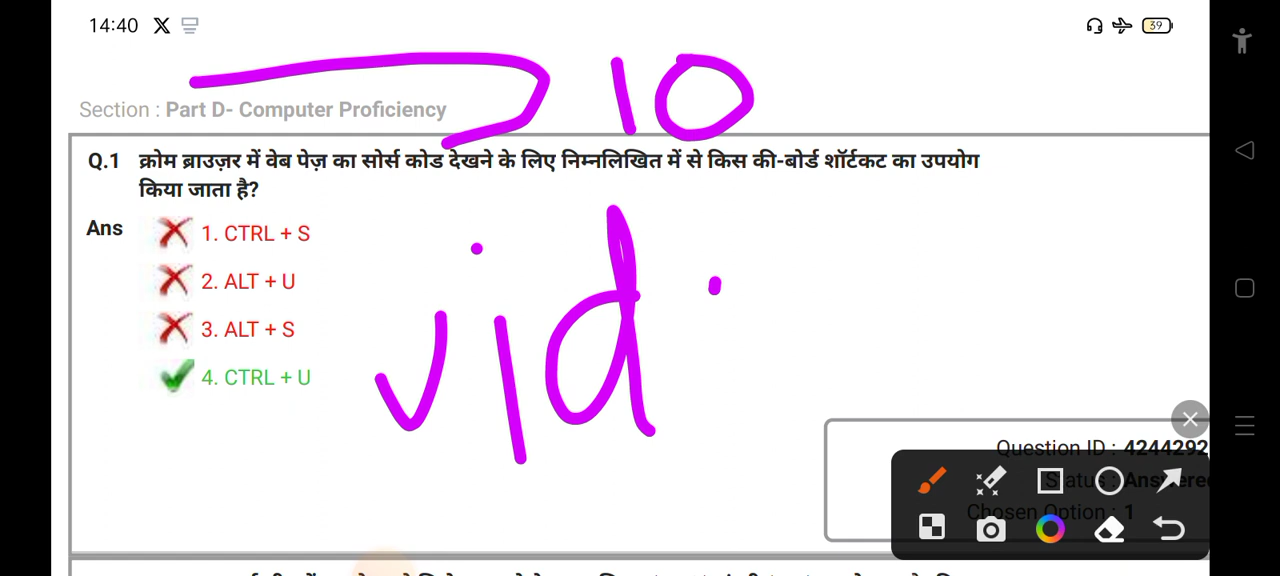 14:40 X 39
10
Section : Part D- Computer Proficiency
Q.1 क्रोम ब्राउज़र में वेब पेज़ का सोर्स कोड देखने के लिए निम्नलिखित में से किस की-बोर्ड शॉर्टकट का उपयोग
किया जाता है?
Ans 1. CTRL + S
2. ALT + U
3. ALT + S
4. CTRL + U
vid
Question ID : 4244292
Status : Answered
Chosen Option : 1